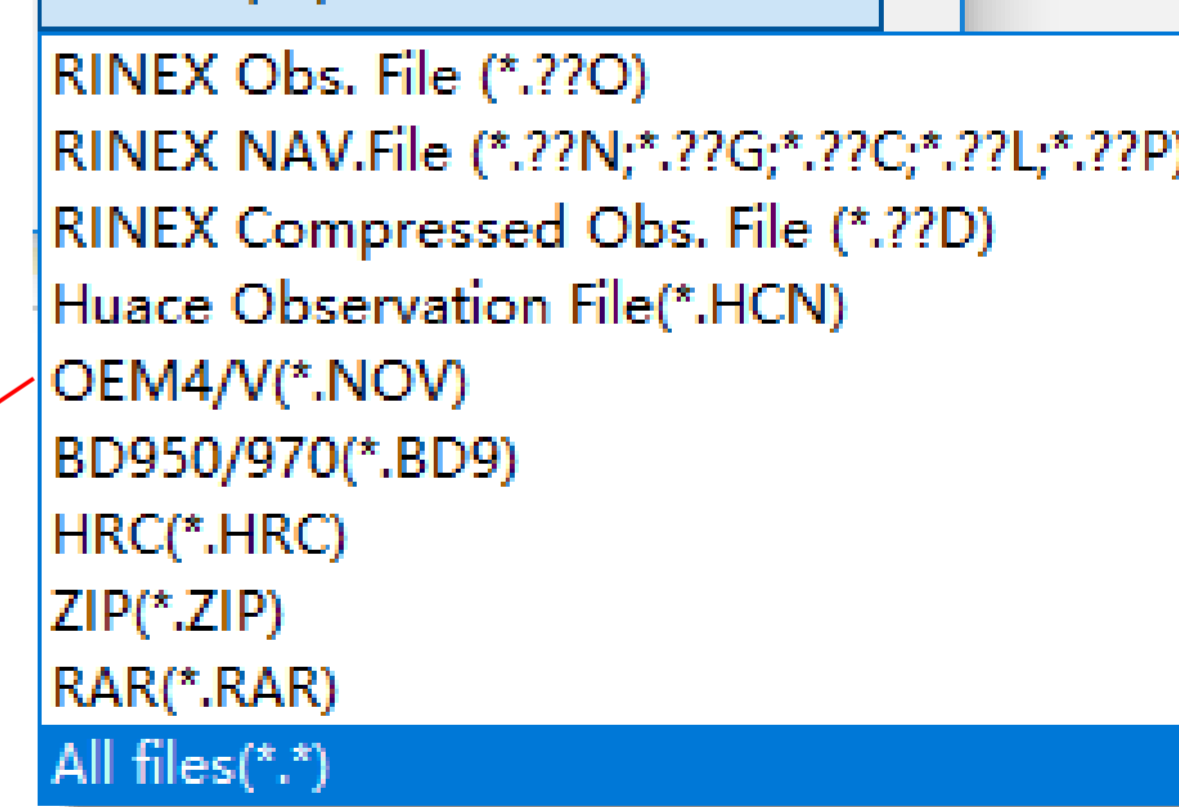 RINEX Obs. File (*.??O)
RINEX NAV.File (*.??N;*.??G;*.??C;*.??L;*.??P)
RINEX Compressed Obs. File (*.??D)
Huace Observation File(*.HCN)
OEM4/V(*.NOV)
BD950/970(*.BD9)
HRC(*.HRC)
ZIP(*.ZIP)
RAR(*.RAR)
All files(*.*)